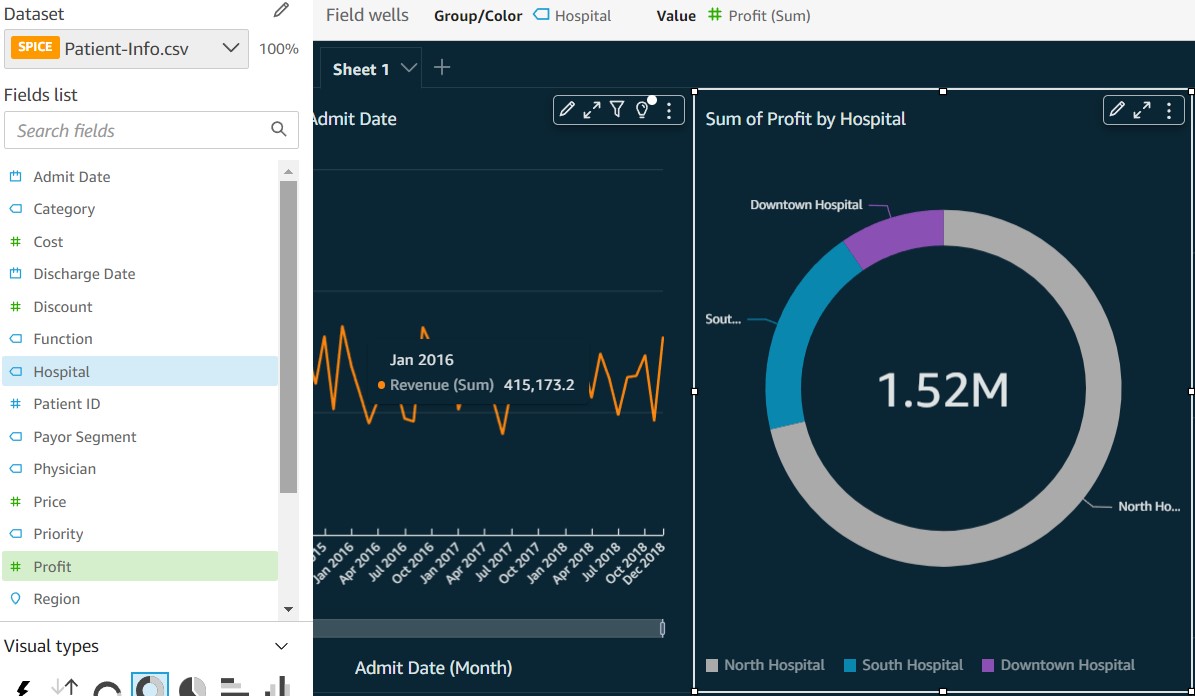 Dataset
SPICE Patient-Info.csv 100%
Fields list
Search fields
Admit Date
Category
Cost
Discharge Date
Discount
Function
Hospital
Patient ID
Payor Segment
Physician
Price
Priority
Profit
Region
Visual types
Field wells Group/Color Hospital Value Profit (Sum)
Sheet 1
Admit Date
Jan 2016
Revenue (Sum) 415,173.2
Jan 2016
Apr 2016
Jul 2016
Oct 2016
Jan 2017
Apr 2017
Jul 2017
Oct 2017
Jan 2018
Apr 2018
Jul 2018
Oct 2018
Dec 2018
Admit Date (Month)
Sum of Profit by Hospital
Downtown Hospital
Sout...
1.52M
North Ho...
North Hospital South Hospital Downtown Hospital